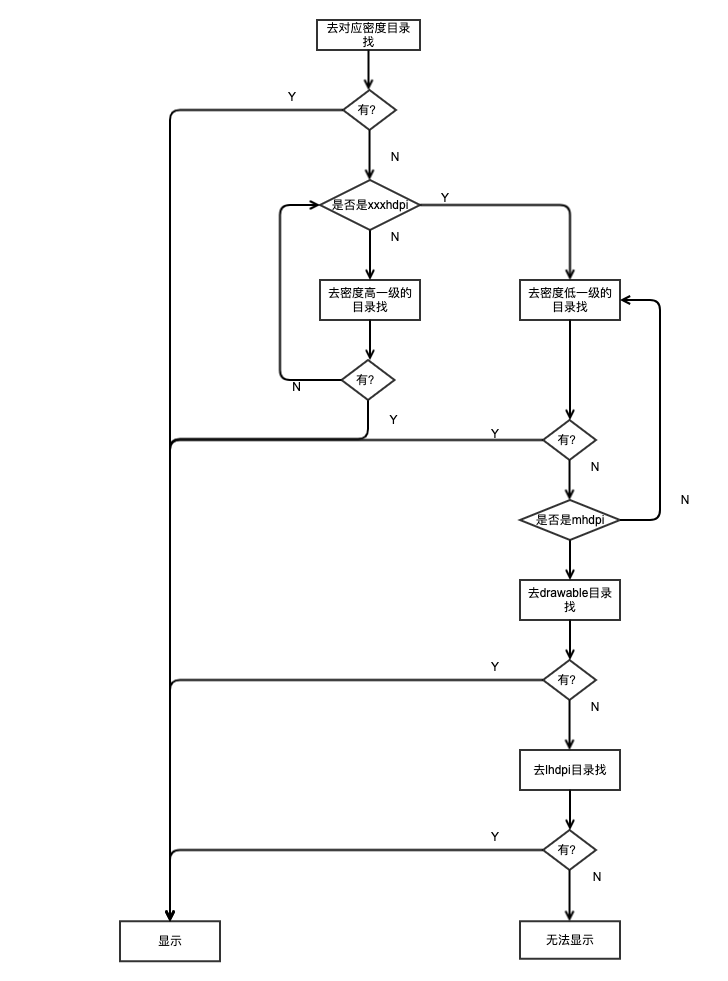 去对应密度目录
找
Y
有?
N
是否是xxxhdpi
Y
N
去密度高一级的
目录找
去密度低一级的
目录找
有?
N
Y
Y
有?
N
N
是否是mhdpi
去drawable目录
找
Y
有?
N
去lhdpi目录找
Y
有?
N
显示
无法显示